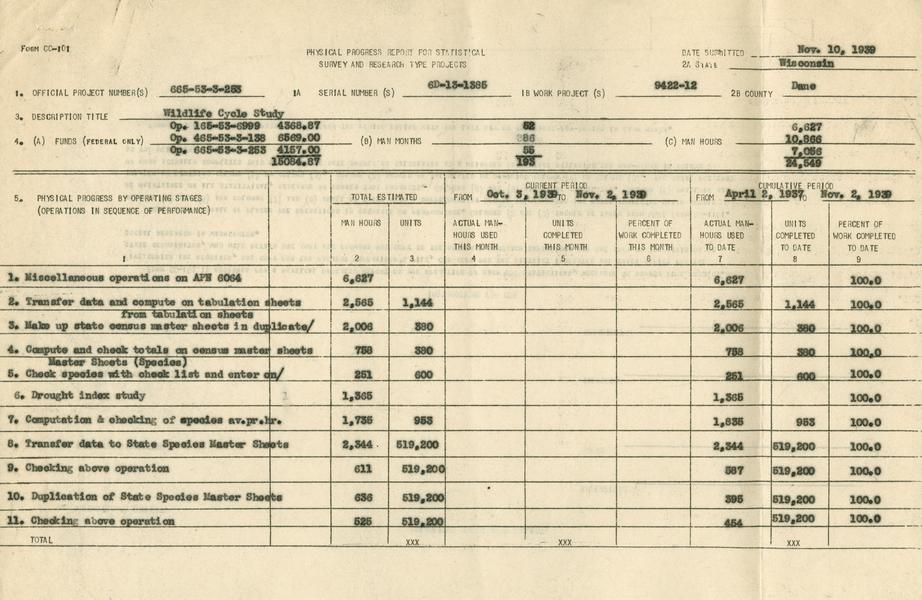 FORM CO-101
PHYSICAL PROGRESS REPORT FOR STATISTICAL
SURVEY AND RESEARCH TYPE PROJECTS
DATE SUBMITTED Nov. 10, 1939
2A STATE Wisconsin
1. OFFICIAL PROJECT NUMBER(S) 665-53-3-253 1A SERIAL NUMBER (S) 6D-13-1385 1B WORK PROJECT (S) 9422-12 2B COUNTY Dane
3. DESCRIPTION TITLE Wildlife Cycle Study
Op. 165-53-6999 4368.87 52 6,627
4. (A) FUNDS (FEDERAL ONLY) Op. 465-53-3-138 6559.00 (B) MAN MONTHS 86 (C) MAN HOURS 10,866
Op. 665-53-3-253 4157.00 55 7,056
15084.87 193 24,549
5. PHYSICAL PROGRESS BY OPERATING STAGES
(OPERATIONS IN SEQUENCE OF PERFORMANCE)
TOTAL ESTIMATED
CURRENT PERIOD
FROM Oct. 3, 1939 TO Nov. 2, 1939
CUMULATIVE PERIOD
FROM April 2, 1937 TO Nov. 2, 1939
MAN HOURS UNITS ACTUAL MAN-HOURS USED THIS MONTH UNITS COMPLETED THIS MONTH PERCENT OF WORK COMPLETED ACTUAL MAN-HOURS USED TO DATE UNITS COMPLETED TO DATE PERCENT OF WORK COMPLETED TO DATE
1 2 3 4 5 6 7 8 9
1. Miscellaneous operations on APW 6064 6,627 6,627 100.0
2. Transfer data and compute on tabulation sheets 2,565 1,144 2,565 1,144 100.0
from tabulation sheets
3. Make up state census master sheets in duplicate/ 2,006 380 2,006 380 100.0
4. Compute and check totals on census master sheets 758 380 758 380 100.0
Master Sheets (Species)
5. Check species with check list and enter on/ 251 600 251 600 100.0
6. Drought index study 1,365 1,365 100.0
7. Computation & checking of species av.pr.hr. 1,735 953 1,835 953 100.0
8. Transfer data to State Species Master Sheets 2,344 519,200 2,344 519,200 100.0
9. Checking above operation 611 519,200 587 519,200 100.0
10. Duplication of State Species Master Sheets 636 519,200 395 519,200 100.0
11. Checking above operation 525 519,200 454 519,200 100.0
TOTAL XXX XXX XXX